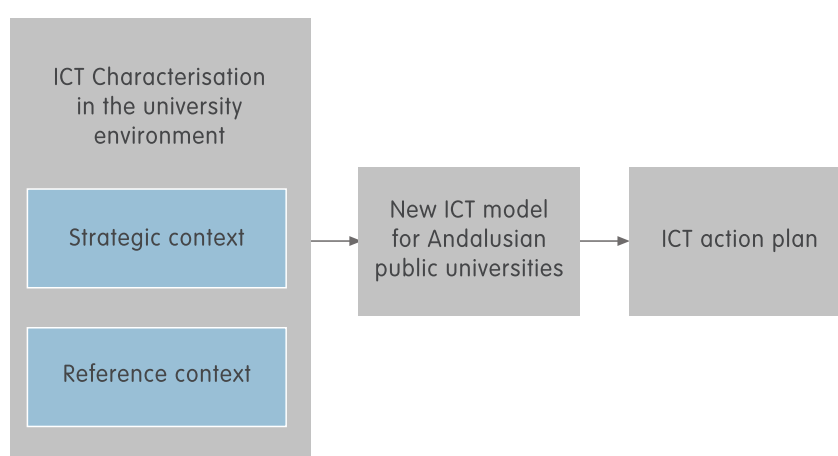 ICT Characterisation
in the university
environment
Strategic context
Reference context
New ICT model
for Andalusian
public universities
ICT action plan